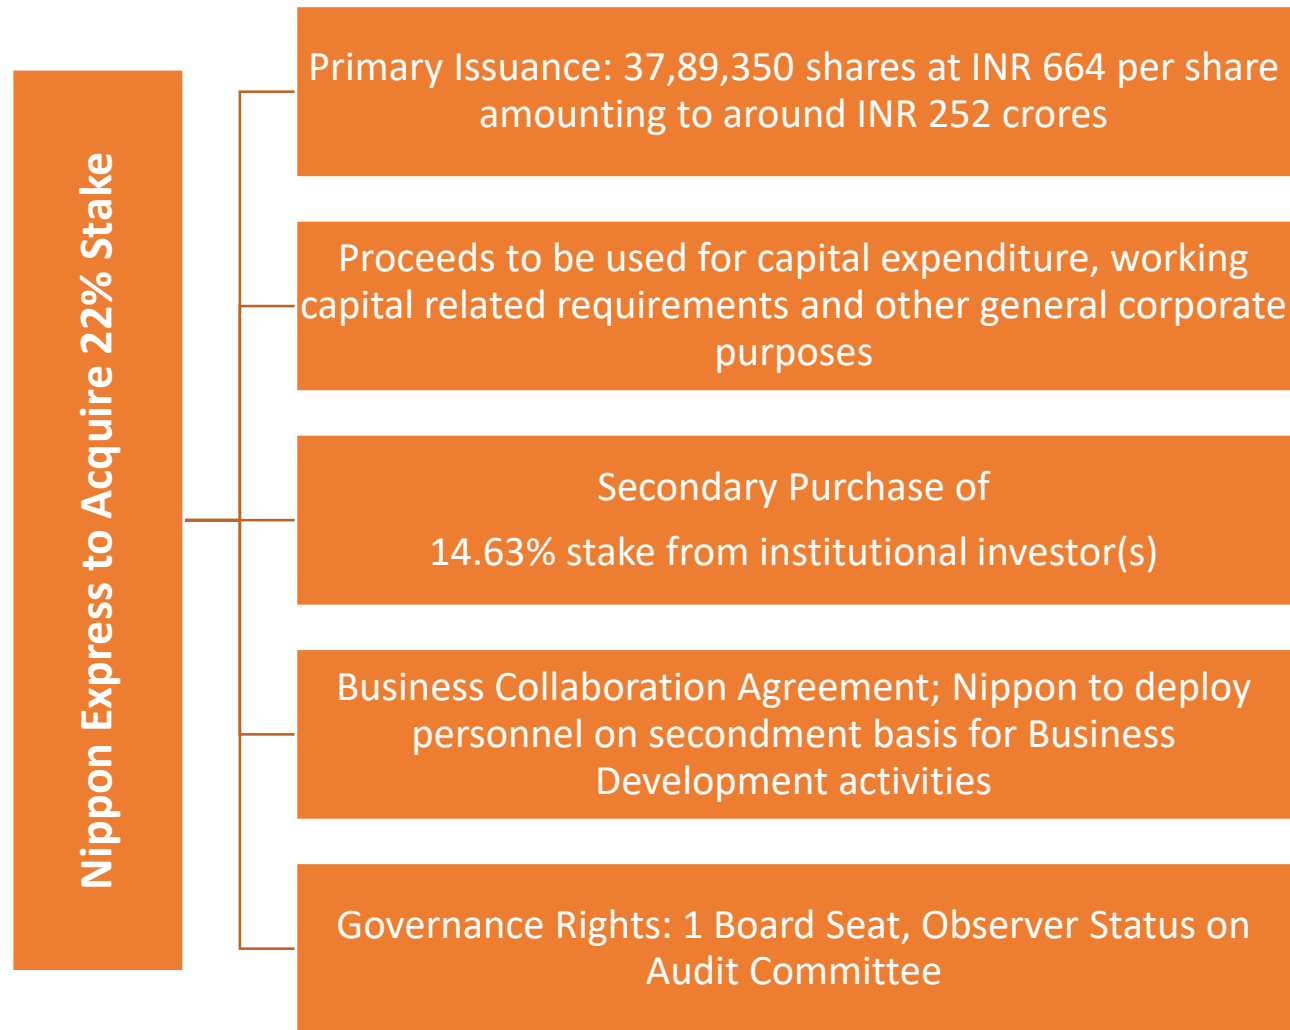 Nippon Express to Acquire 22% Stake
Primary Issuance: 37,89,350 shares at INR 664 per share
amounting to around INR 252 crores
Proceeds to be used for capital expenditure, working
capital related requirements and other general corporate
purposes
Secondary Purchase of
14.63% stake from institutional investor(s)
Business Collaboration Agreement; Nippon to deploy
personnel on secondment basis for Business
Development activities
Governance Rights: 1 Board Seat, Observer Status on
Audit Committee